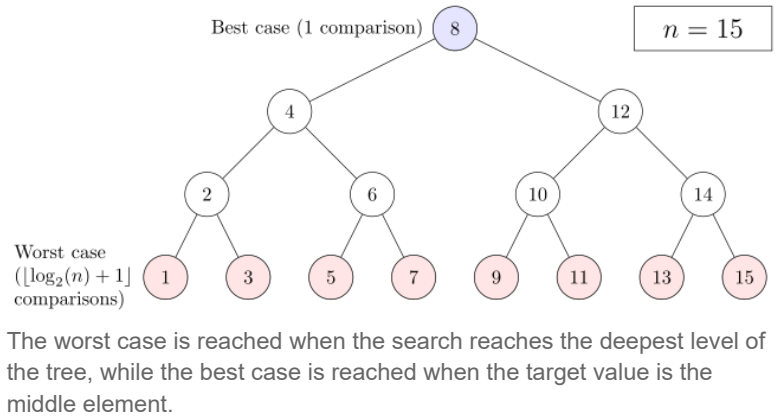 Best case (1 comparison) 8
n = 15
4 12
2 6 10 14
Worst case
(⌊log₂(n) + 1⌋
comparisons)
1 3 5 7 9 11 13 15
The worst case is reached when the search reaches the deepest level of
the tree, while the best case is reached when the target value is the
middle element.